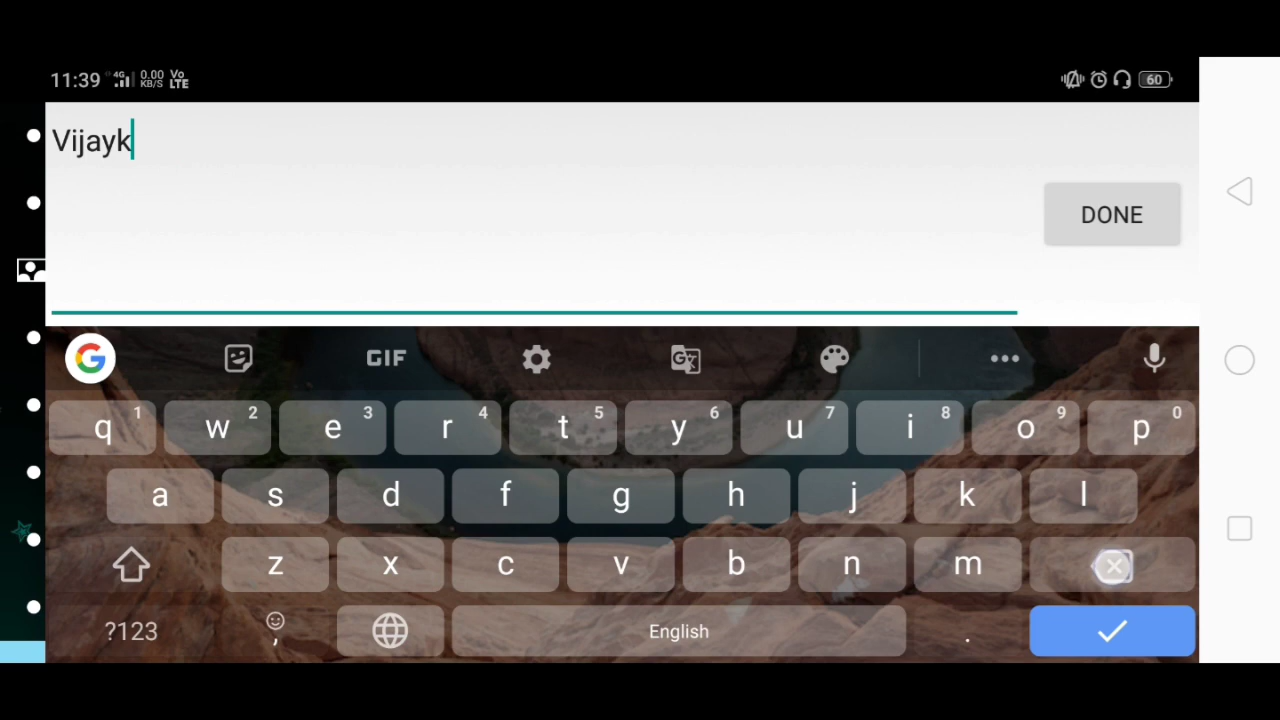 11:39 4G 0.00 KB/S Vo LTE 60
Vijayk
DONE
G GIF G
q 1 w 2 e 3 r 4 t 5 y 6 u 7 i 8 o 9 p 0
a s d f g h j k l
z x c v b n m
?123 , English .